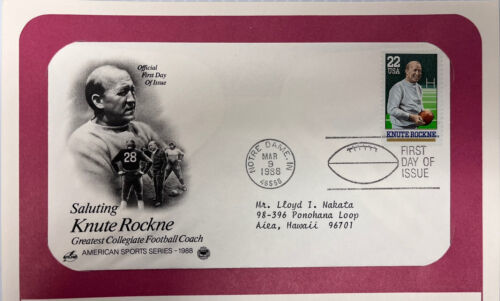 Official
First Day
Of Issue
28
Saluting
Knute Rockne
Greatest Collegiate Football Coach
AMERICAN SPORTS SERIES - 1988
22
USA
KNUTE ROCKNE
NOTRE DAME, IN
MAR
9
1988
46556
FIRST
DAY OF
ISSUE
Mr. Lloyd I. Nakata
98-396 Ponohana Loop
Aiea, Hawaii 96701